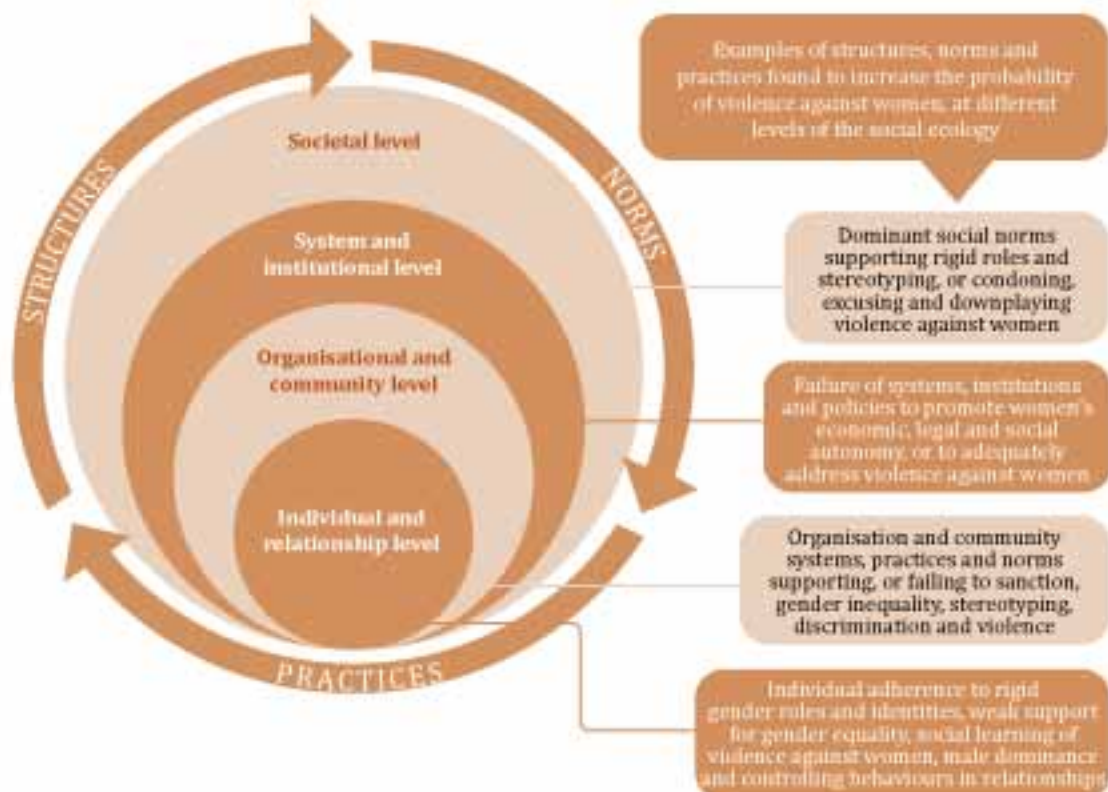 Examples of structures, norms and
practices found to increase the probability
of violence against women, at different
levels of the social ecology
Societal level
STRUCTURES
NORMS
System and
institutional level
Dominant social norms
supporting rigid roles and
stereotyping, or condoning,
excusing and downplaying
violence against women
Organisational and
community level
Failure of systems, institutions
and policies to promote women's
economic, legal and social
autonomy, or to adequately
address violence against women
Individual and
relationship level
Organisation and community
systems, practices and norms
supporting, or failing to sanction,
gender inequality, stereotyping,
discrimination and violence
PRACTICES
Individual adherence to rigid
gender roles and identities, weak support
for gender equality, social learning of
violence against women, male dominance
and controlling behaviours in relationships